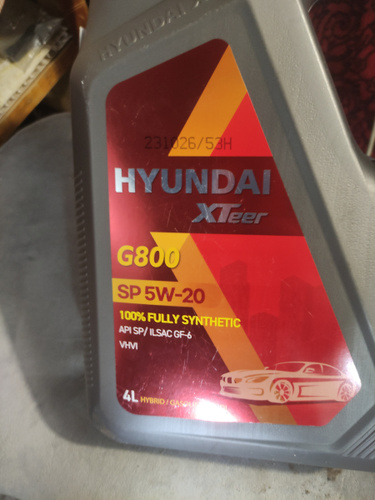 HYUNDAI
231026/53H
HYUNDAI
XTeer
G800
SP 5W-20
100% FULLY SYNTHETIC
API SP/ ILSAC GF-6
VHVI
4L HYBRID /